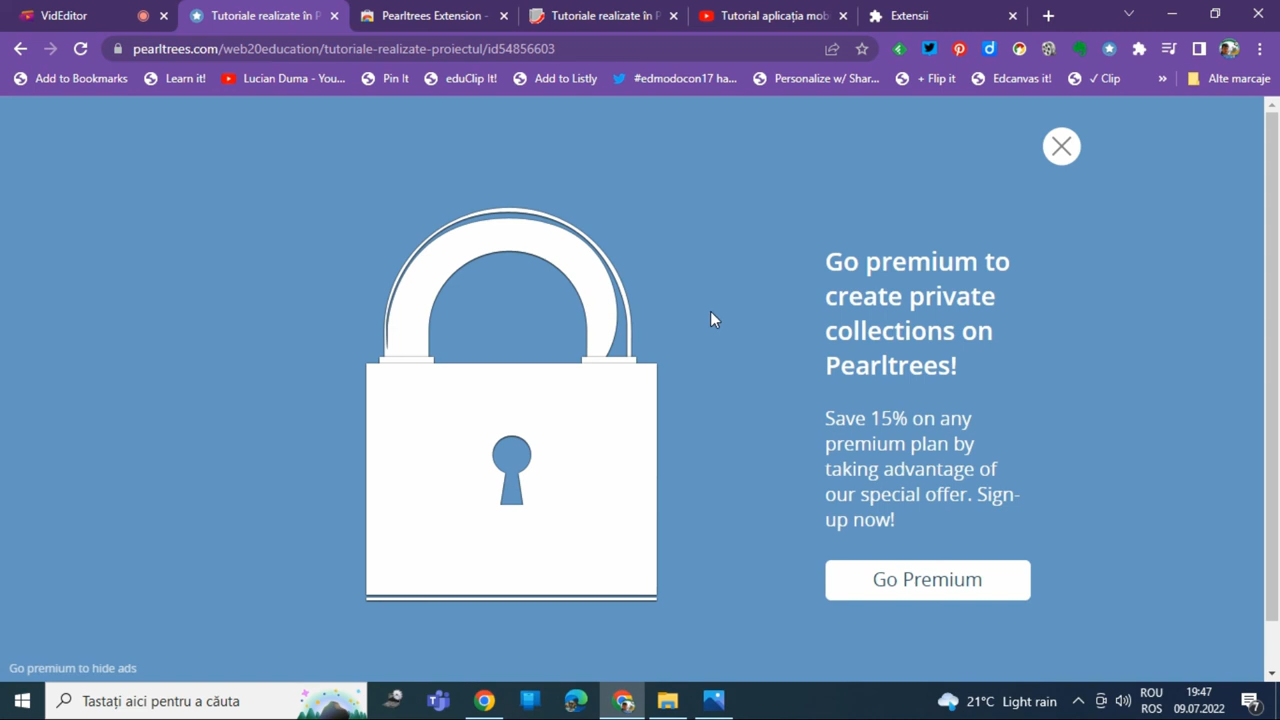 VidEditor
Tutoriale realizate în P
Pearltrees Extension -
Tutoriale realizate în P
Tutorial aplicația mob
Extensii
pearltrees.com/web20education/tutoriale-realizate-proiectul/id54856603
Add to Bookmarks
Learn it!
Lucian Duma - You...
Pin It
eduClip It!
Add to Listly
#edmodocon17 ha...
Personalize w/ Shar...
+ Flip it
Edcanvas it!
✓ Clip
»
Alte marcaje
Go premium to
create private
collections on
Pearltrees!
Save 15% on any
premium plan by
taking advantage of
our special offer. Sign-
up now!
Go Premium
Go premium to hide ads
Tastați aici pentru a căuta
21°C Light rain
ROU
ROS
19:47
09.07.2022
7